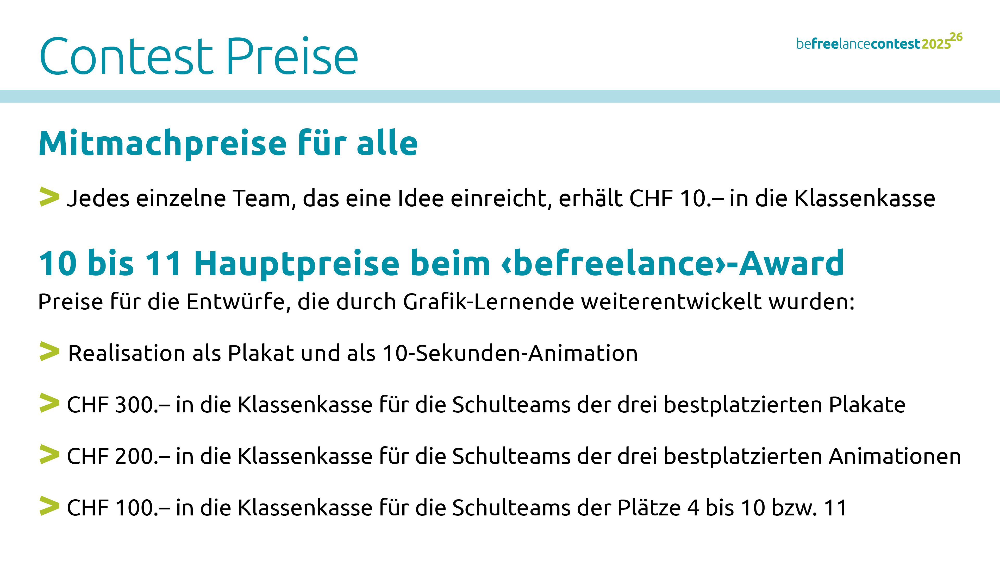 Contest Preise
befreelancecontest2025²⁶
Mitmachpreise für alle
> Jedes einzelne Team, das eine Idee einreicht, erhält CHF 10.– in die Klassenkasse
10 bis 11 Hauptpreise beim ‹befreelance›-Award
Preise für die Entwürfe, die durch Grafik-Lernende weiterentwickelt wurden:
> Realisation als Plakat und als 10-Sekunden-Animation
> CHF 300.– in die Klassenkasse für die Schulteams der drei bestplatzierten Plakate
> CHF 200.– in die Klassenkasse für die Schulteams der drei bestplatzierten Animationen
> CHF 100.– in die Klassenkasse für die Schulteams der Plätze 4 bis 10 bzw. 11